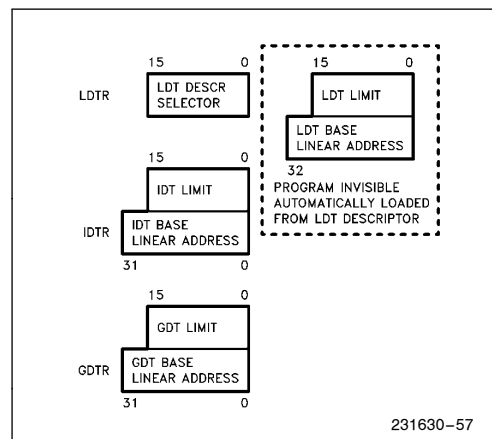 15 0
LDTR
LDT DESCR
SELECTOR
15 0
LDT LIMIT
LDT BASE
LINEAR ADDRESS
32
PROGRAM INVISIBLE
AUTOMATICALLY LOADED
FROM LDT DESCRIPTOR
15 0
IDT LIMIT
IDTR
IDT BASE
LINEAR ADDRESS
31 0
15 0
GDT LIMIT
GDTR
GDT BASE
LINEAR ADDRESS
31 0
231630–57